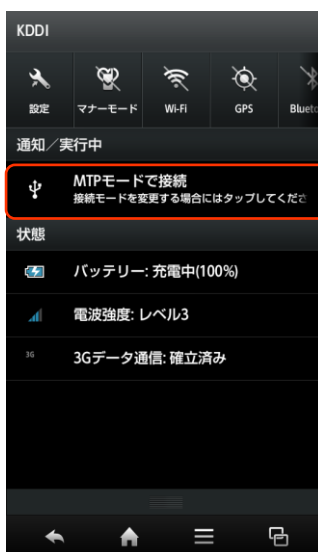 KDDI
設定
マナーモード
Wi-Fi
GPS
Bluet
通知／実行中
MTPモードで接続
接続モードを変更する場合にはタップしてくださ
状態
バッテリー: 充電中(100%)
電波強度: レベル3
3G
3Gデータ通信: 確立済み